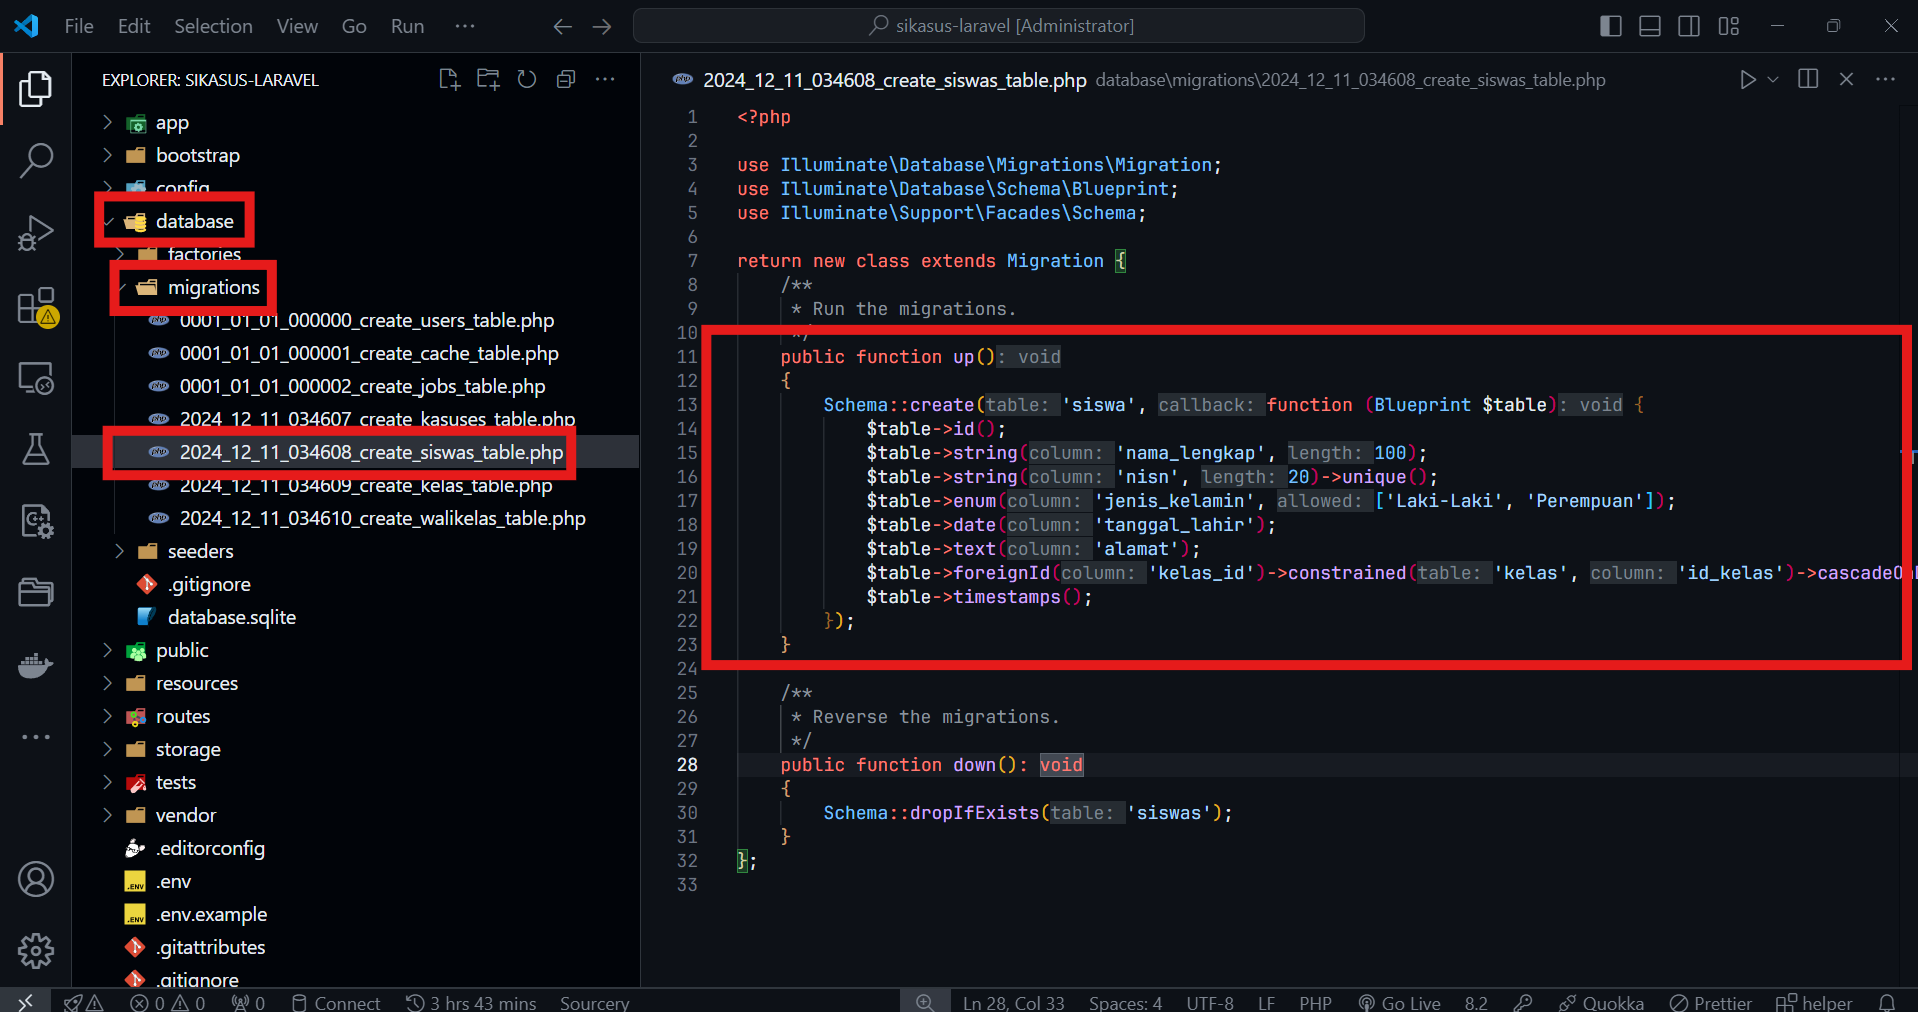 File Edit Selection View Go Run ··· sikasus-laravel [Administrator]
EXPLORER: SIKASUS-LARAVEL
app
bootstrap
config
database
factories
migrations
0001_01_01_000000_create_users_table.php
0001_01_01_000001_create_cache_table.php
0001_01_01_000002_create_jobs_table.php
2024_12_11_034607_create_kasuses_table.php
2024_12_11_034608_create_siswas_table.php
2024_12_11_034609_create_kelas_table.php
2024_12_11_034610_create_walikelas_table.php
seeders
.gitignore
database.sqlite
public
resources
routes
storage
tests
vendor
.editorconfig
.env
.env.example
.gitattributes
.gitignore
2024_12_11_034608_create_siswas_table.php database\migrations\2024_12_11_034608_create_siswas_table.php
1 <?php
2
3 use Illuminate\Database\Migrations\Migration;
4 use Illuminate\Database\Schema\Blueprint;
5 use Illuminate\Support\Facades\Schema;
6
7 return new class extends Migration {
8 /**
9 * Run the migrations.
10 */
11 public function up(): void
12 {
13 Schema::create(table: 'siswa', callback: function (Blueprint $table): void {
14 $table->id();
15 $table->string(column: 'nama_lengkap', length: 100);
16 $table->string(column: 'nisn', length: 20)->unique();
17 $table->enum(column: 'jenis_kelamin', allowed: ['Laki-Laki', 'Perempuan']);
18 $table->date(column: 'tanggal_lahir');
19 $table->text(column: 'alamat');
20 $table->foreignId(column: 'kelas_id')->constrained(table: 'kelas', column: 'id_kelas')->cascadeOn
21 $table->timestamps();
22 });
23 }
24
25 /**
26 * Reverse the migrations.
27 */
28 public function down(): void
29 {
30 Schema::dropIfExists(table: 'siswas');
31 }
32 };
33
0 0 0 Connect 3 hrs 43 mins Sourcery Ln 28, Col 33 Spaces: 4 UTF-8 LF PHP Go Live 8.2 Quokka Prettier helper